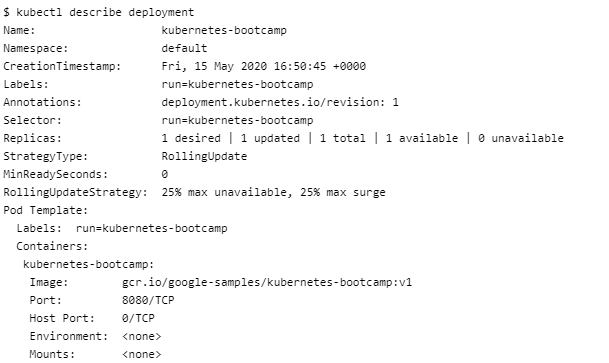 $ kubectl describe deployment
Name:                   kubernetes-bootcamp
Namespace:              default
CreationTimestamp:      Fri, 15 May 2020 16:50:45 +0000
Labels:                 run=kubernetes-bootcamp
Annotations:            deployment.kubernetes.io/revision: 1
Selector:               run=kubernetes-bootcamp
Replicas:               1 desired | 1 updated | 1 total | 1 available | 0 unavailable
StrategyType:           RollingUpdate
MinReadySeconds:        0
RollingUpdateStrategy:  25% max unavailable, 25% max surge
Pod Template:
  Labels:  run=kubernetes-bootcamp
  Containers:
   kubernetes-bootcamp:
    Image:        gcr.io/google-samples/kubernetes-bootcamp:v1
    Port:         8080/TCP
    Host Port:    0/TCP
    Environment:  <none>
    Mounts:       <none>